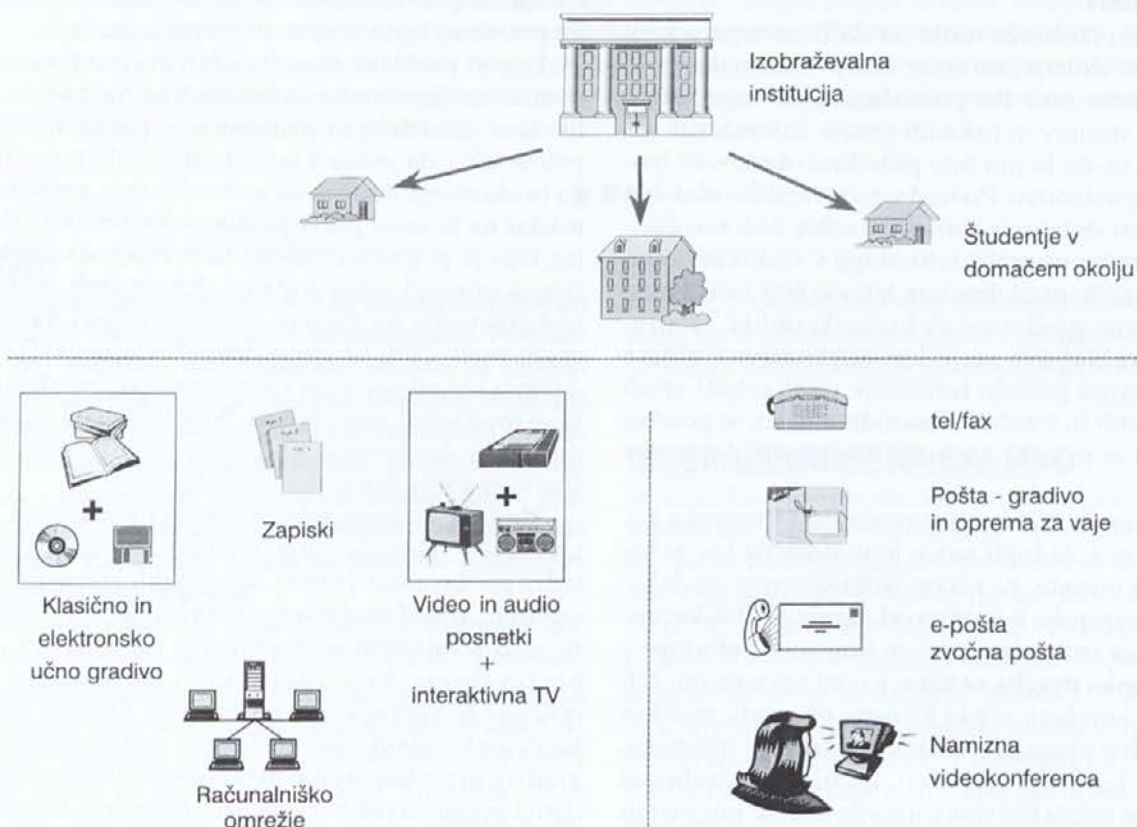 Izobraževalna
institucija
Študentje v
domačem okolju
Klasično in
elektronsko
učno gradivo
Zapiski
Video in audio
posnetki
+
interaktivna TV
Računalniško
omrežje
tel/fax
Pošta - gradivo
in oprema za vaje
e-pošta
zvočna pošta
Namizna
videokonferenca